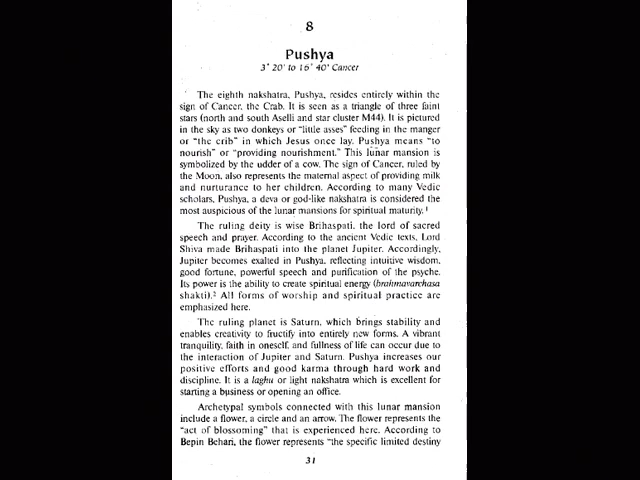 8
Pushya
3° 20' to 16° 40' Cancer
The eighth nakshatra, Pushya, resides entirely within the
sign of Cancer, the Crab. It is seen as a triangle of three faint
stars (north and south Aselli and star cluster M44). It is pictured
in the sky as two donkeys or "little asses" feeding in the manger
or "the crib" in which Jesus once lay. Pushya means "to
nourish" or "providing nourishment." This lunar mansion is
symbolized by the udder of a cow. The sign of Cancer, ruled by
the Moon, also represents the maternal aspect of providing milk
and nurturance to her children. According to many Vedic
scholars, Pushya, a deva or god-like nakshatra is considered the
most auspicious of the lunar mansions for spiritual maturity.¹
The ruling deity is wise Brihaspati, the lord of sacred
speech and prayer. According to the ancient Vedic texts, Lord
Shiva made Brihaspati into the planet Jupiter. Accordingly,
Jupiter becomes exalted in Pushya, reflecting intuitive wisdom,
good fortune, powerful speech and purification of the psyche.
Its power is the ability to create spiritual energy (brahmavarchasa
shakti).² All forms of worship and spiritual practice are
emphasized here.
The ruling planet is Saturn, which brings stability and
enables creativity to fructify into entirely new forms. A vibrant
tranquility, faith in oneself, and fullness of life can occur due to
the interaction of Jupiter and Saturn. Pushya increases our
positive efforts and good karma through hard work and
discipline. It is a laghu or light nakshatra which is excellent for
starting a business or opening an office.
Archetypal symbols connected with this lunar mansion
include a flower, a circle and an arrow. The flower represents the
"act of blossoming" that is experienced here. According to
Bepin Behari, the flower represents "the specific limited destiny
31